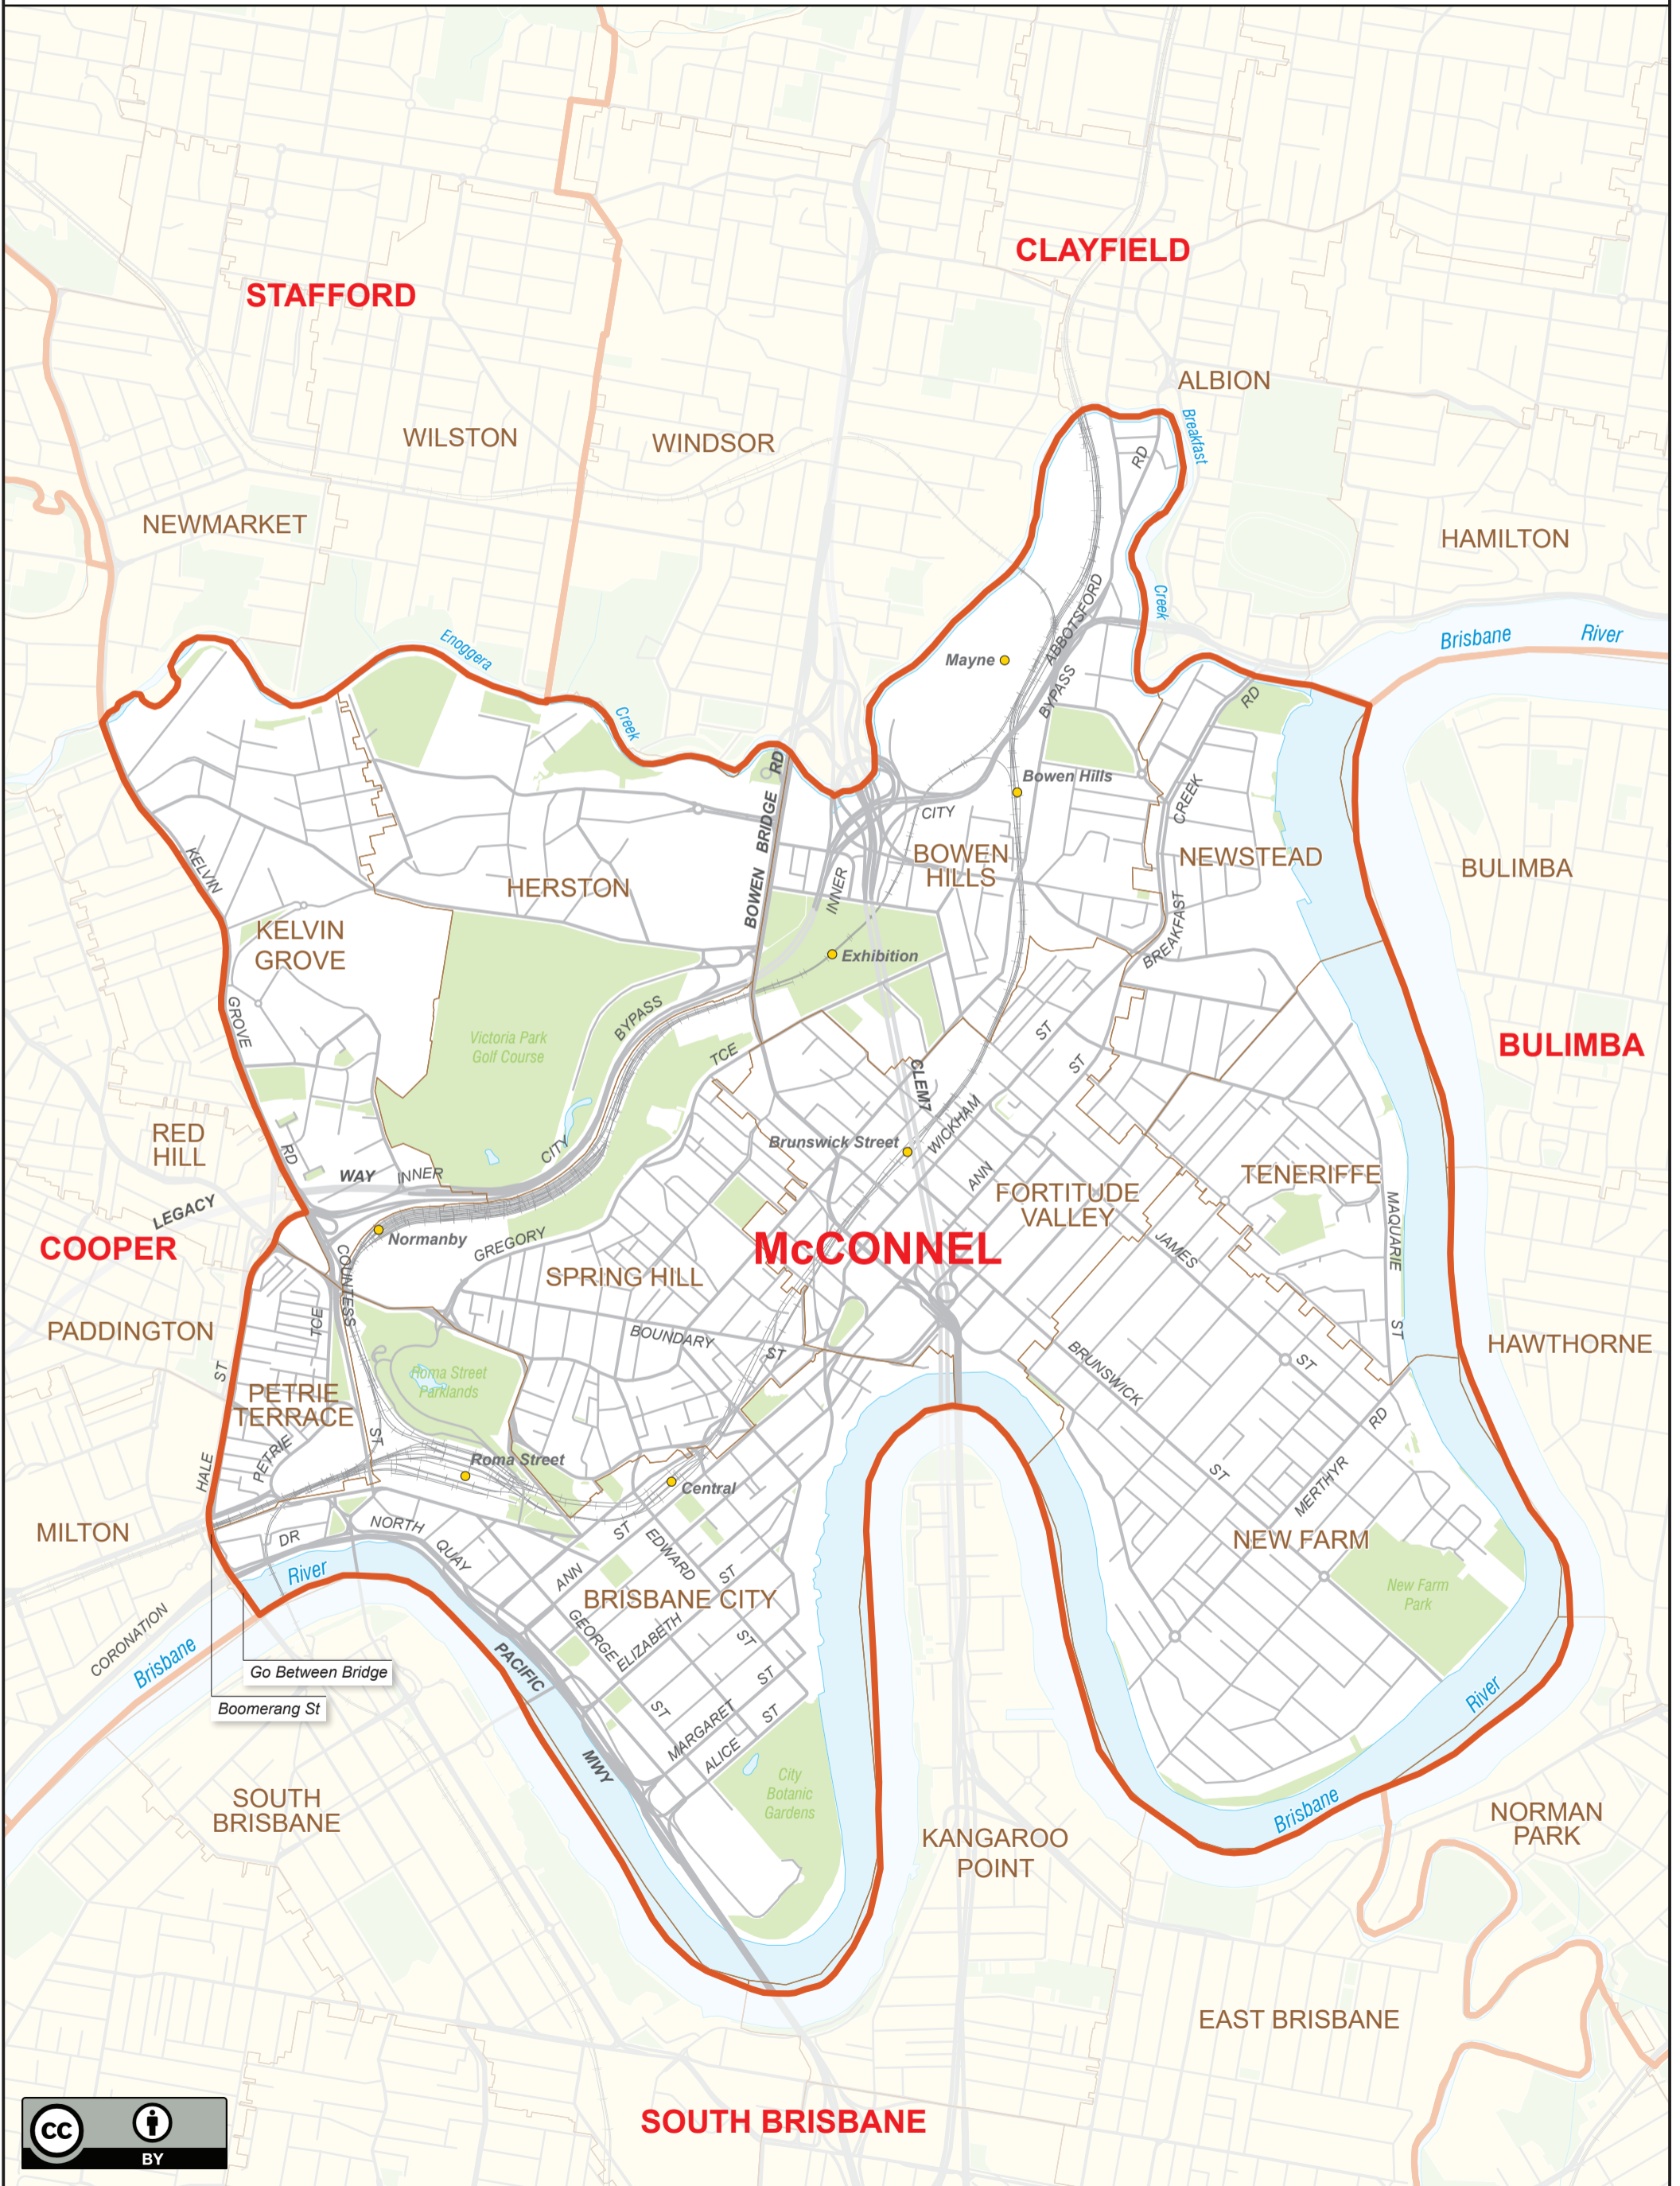 CLAYFIELD
STAFFORD
ALBION
Breakfast
WILSTON
WINDSOR
RD
NEWMARKET
HAMILTON
Creek
ABBOTSFORD
Brisbane River
Enoggera
Mayne
BYPASS
RD
Creek
RD
Bowen Hills
BRIDGE
CREEK
CITY
KELVIN
BOWEN
HILLS
NEWSTEAD
BULIMBA
HERSTON
INNER
BOWEN
KELVIN
GROVE
BREAKFAST
Exhibition
GROVE
BYPASS
Victoria Park
Golf Course
ST
BULIMBA
TCE
ST
CLEM7
WICKHAM
RED
HILL
RD
CITY
Brunswick Street
WAY
INNER
ANN
TENERIFFE
LEGACY
FORTITUDE
VALLEY
MAQUARIE
COOPER
Normanby
GREGORY
McCONNEL
JAMES
COUNTESS
SPRING HILL
PADDINGTON
TCE
BOUNDARY
ST
ST
HAWTHORNE
ST
Roma Street
Parklands
BRUNSWICK
ST
PETRIE
TERRACE
RD
ST
PETRIE
HALE
Roma Street
ST
Central
MERTHYR
MILTON
DR
NORTH
ST
EDWARD
NEW FARM
QUAY
River
ANN
ST
New Farm
Park
BRISBANE CITY
CORONATION
GEORGE
ELIZABETH
ST
Brisbane
Go Between Bridge
PACIFIC
ST
River
Boomerang St
ST
MARGARET
ST
ALICE
MWY
City
Botanic
Gardens
SOUTH
BRISBANE
Brisbane
NORMAN
PARK
KANGAROO
POINT
EAST BRISBANE
SOUTH BRISBANE
CC
BY